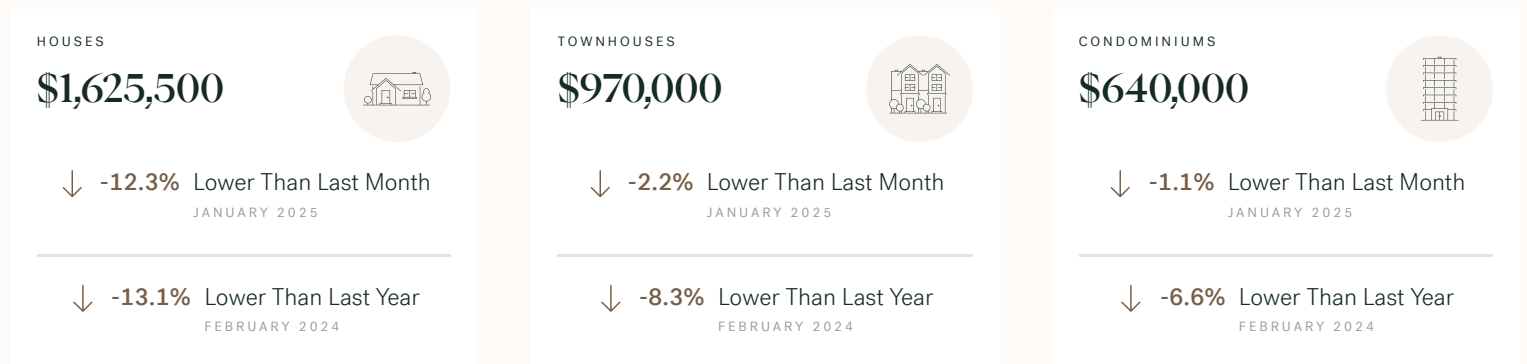 HOUSES
$1,625,500
-12.3% Lower Than Last Month
JANUARY 2025
-13.1% Lower Than Last Year
FEBRUARY 2024
TOWNHOUSES
$970,000
-2.2% Lower Than Last Month
JANUARY 2025
-8.3% Lower Than Last Year
FEBRUARY 2024
CONDOMINIUMS
$640,000
-1.1% Lower Than Last Month
JANUARY 2025
-6.6% Lower Than Last Year
FEBRUARY 2024